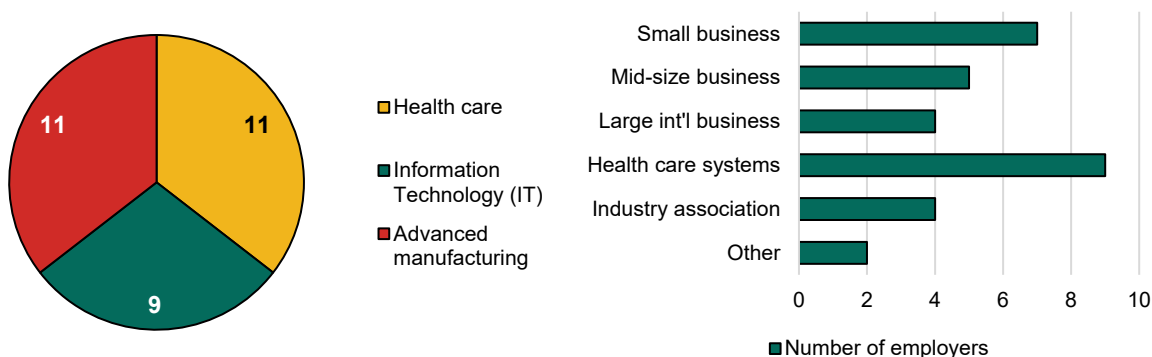 11
11
9
Health care
Information
Technology (IT)
Advanced
manufacturing
Small business
Mid-size business
Large int'l business
Health care systems
Industry association
Other
0 2 4 6 8 10
Number of employers